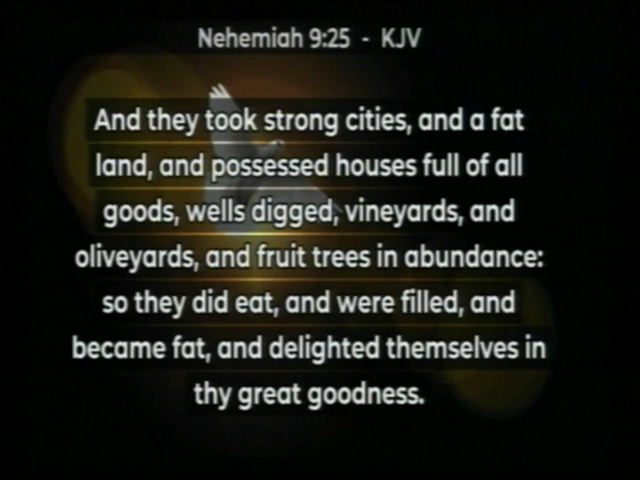 Nehemiah 9:25 - KJV
And they took strong cities, and a fat
land, and possessed houses full of all
goods, wells digged, vineyards, and
oliveyards, and fruit trees in abundance:
so they did eat, and were filled, and
became fat, and delighted themselves in
thy great goodness.